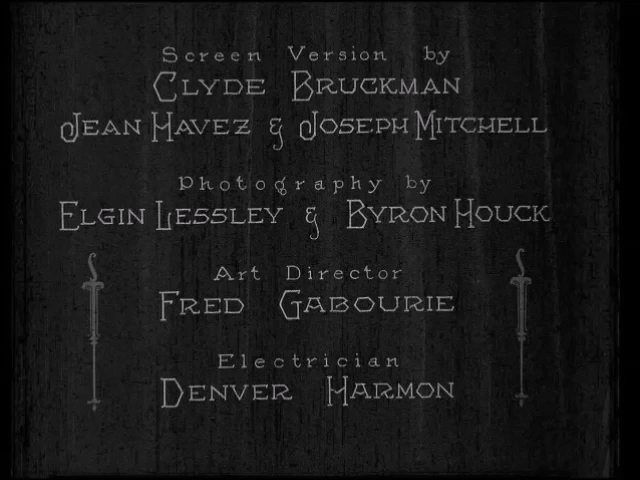 Screen Version by
CLYDE BRUCKMAN
JEAN HAVEZ & JOSEPH MITCHELL
Photography by
ELGIN LESSLEY & BYRON HOUCK
Art Director
FRED GABOURIE
Electrician
DENVER HARMON